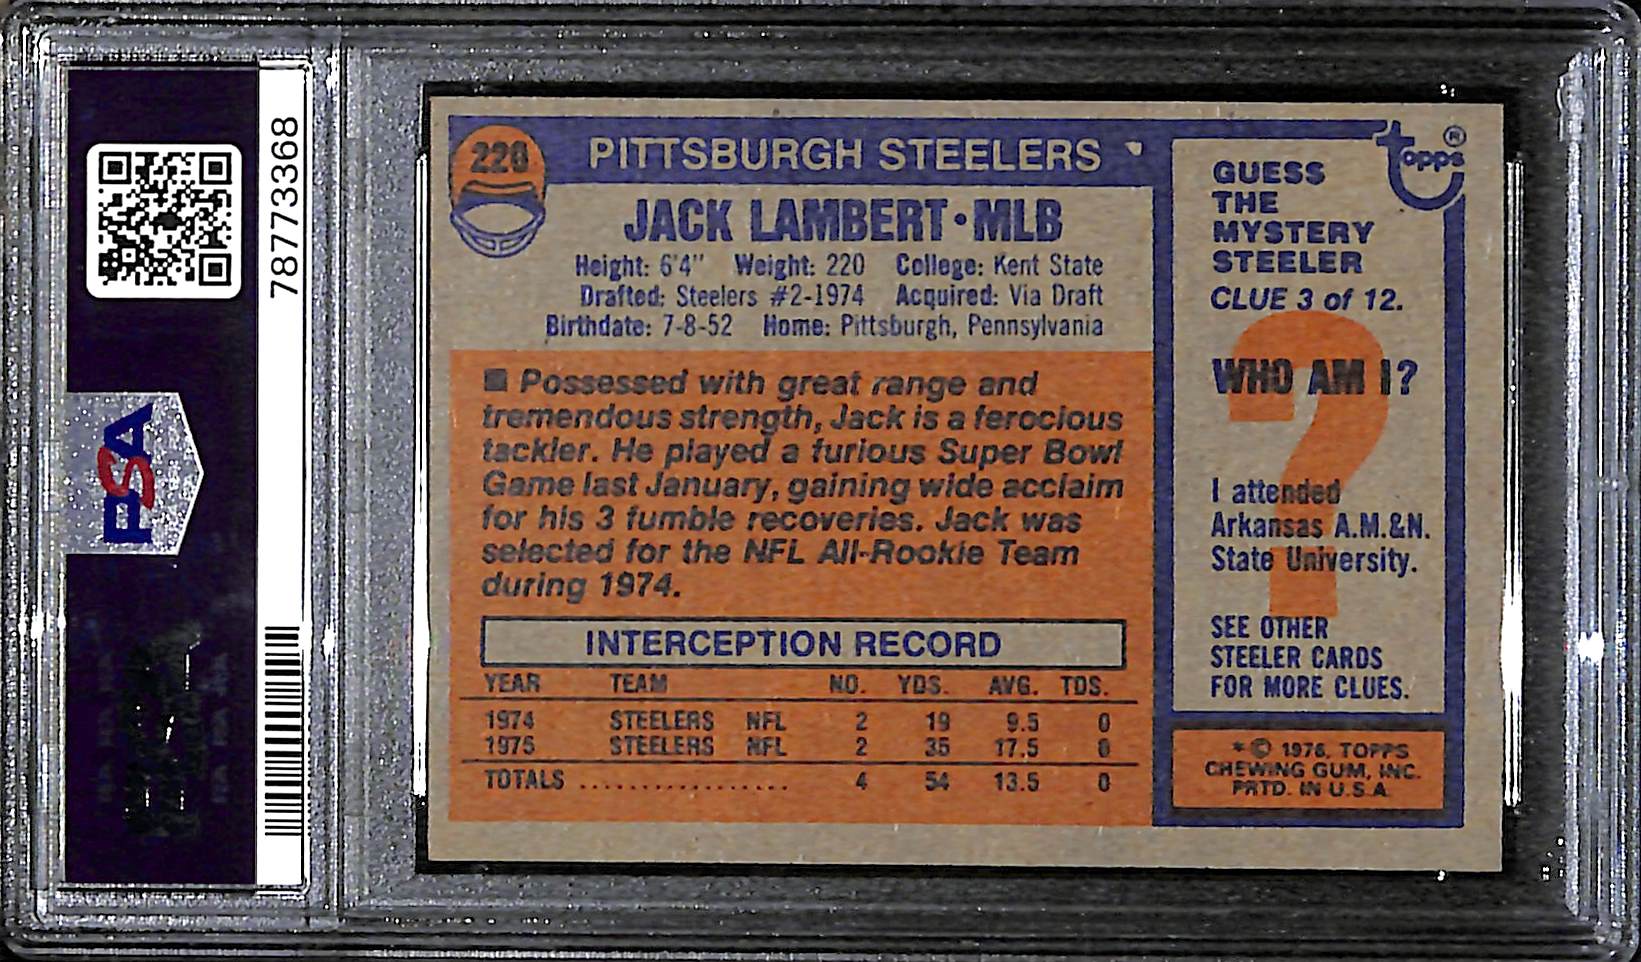 78773368
PSA
220
PITTSBURGH STEELERS
JACK LAMBERT • MLB
Height: 6'4" Weight: 220 College: Kent State
Drafted: Steelers #2-1974 Acquired: Via Draft
Birthdate: 7-8-52 Home: Pittsburgh, Pennsylvania
■ Possessed with great range and
tremendous strength, Jack is a ferocious
tackler. He played a furious Super Bowl
Game last January, gaining wide acclaim
for his 3 fumble recoveries. Jack was
selected for the NFL All-Rookie Team
during 1974.
INTERCEPTION RECORD
YEAR TEAM NO. YDS. AVG. TDS.
1974 STEELERS NFL 2 19 9.5 0
1975 STEELERS NFL 2 35 17.5 0
TOTALS ................ 4 54 13.5 0
topps ®
GUESS
THE
MYSTERY
STEELER
CLUE 3 of 12.
WHO AM I?
?
I attended
Arkansas A.M.&N.
State University.
SEE OTHER
STEELER CARDS
FOR MORE CLUES.
* © 1976, TOPPS
CHEWING GUM, INC.
PRTD. IN U.S.A.